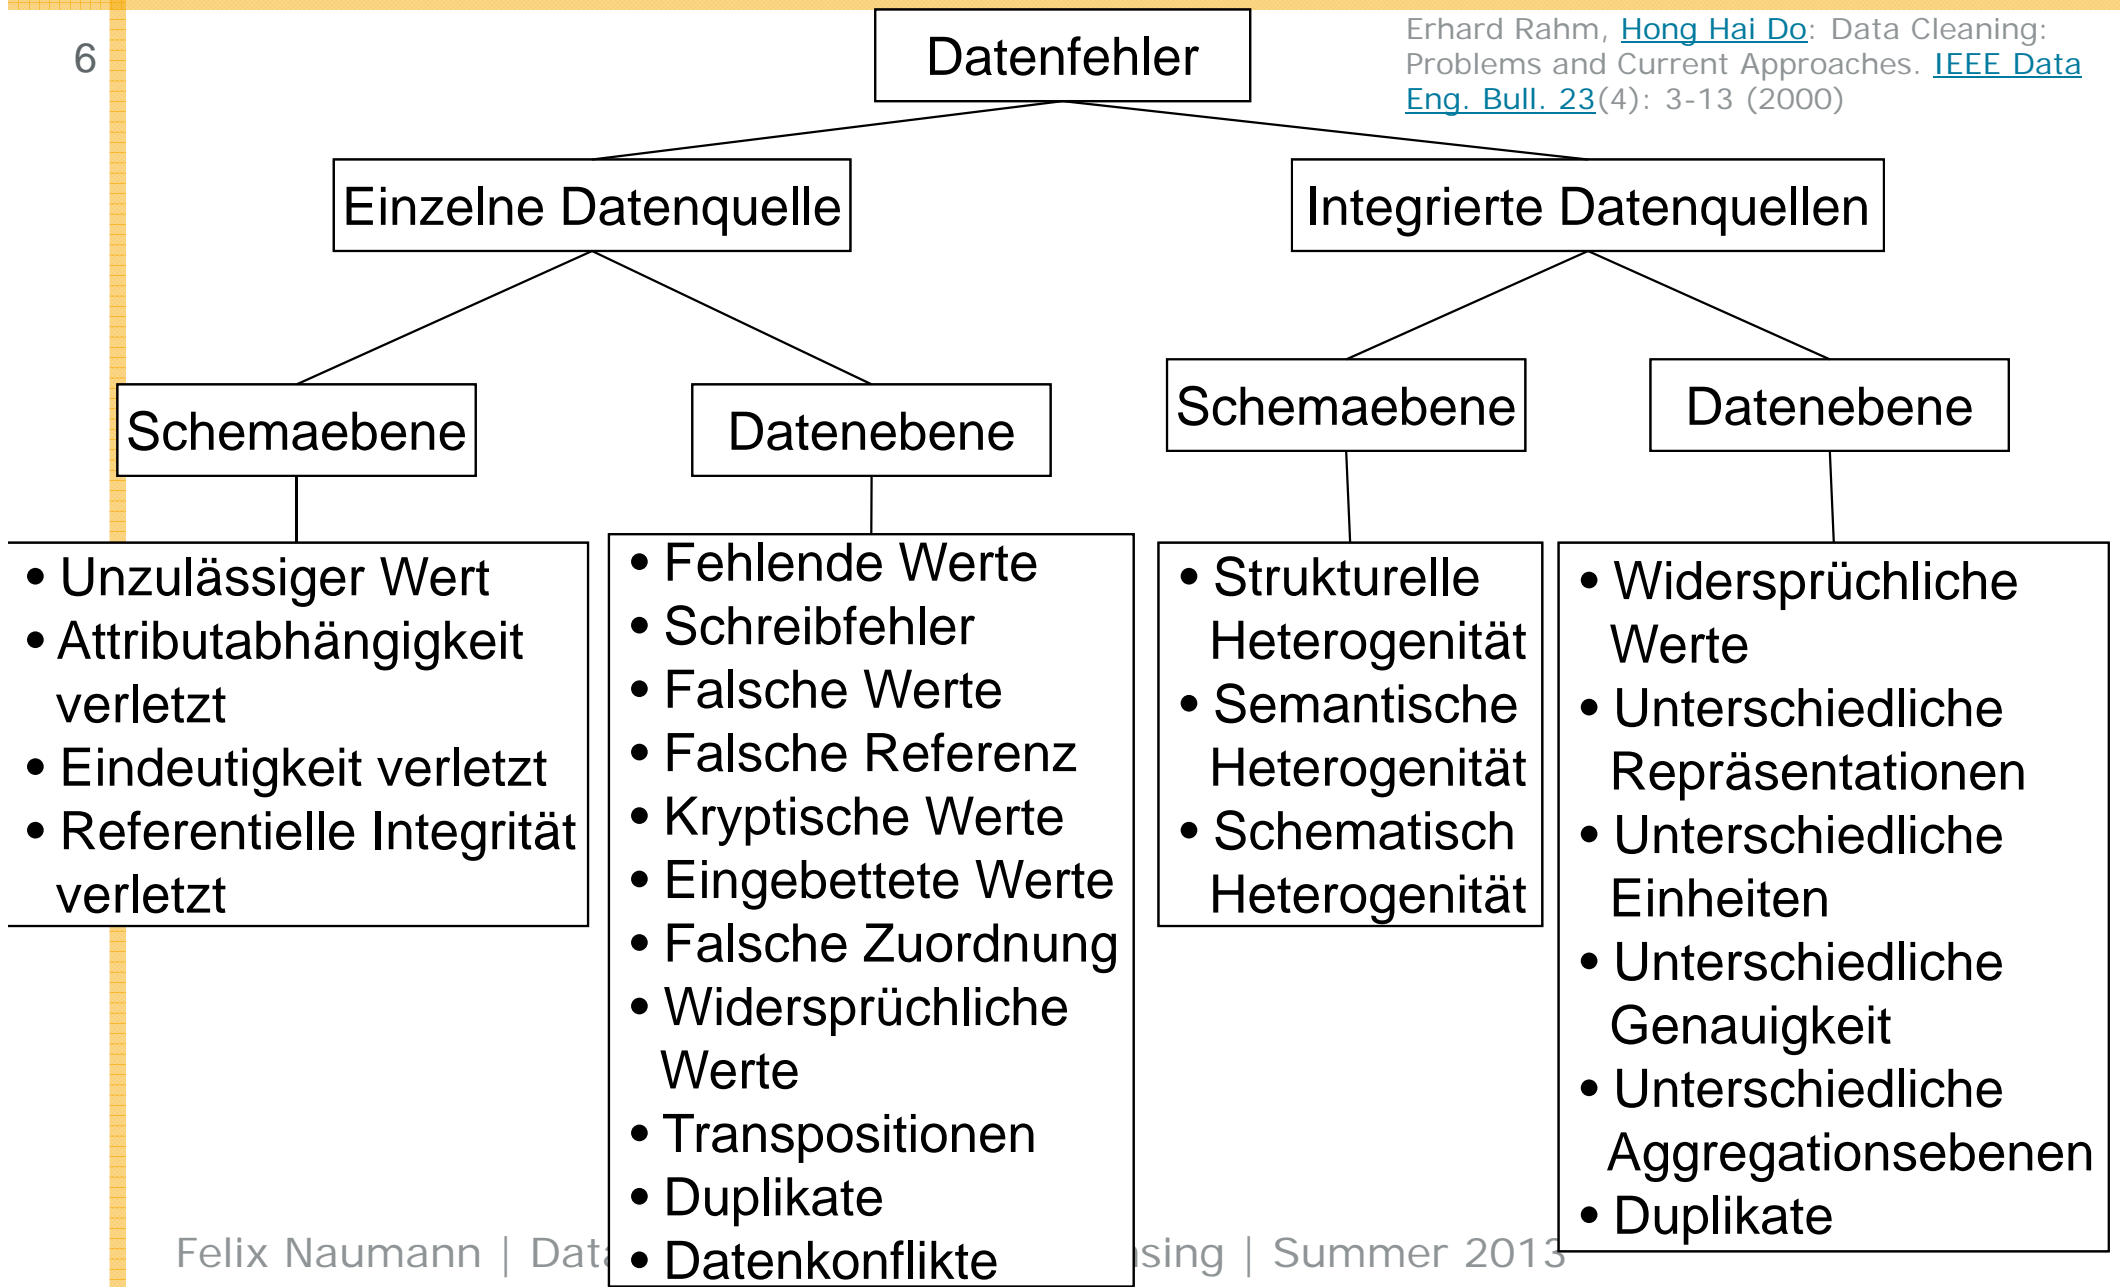 6
Datenfehler
Erhard Rahm, Hong Hai Do: Data Cleaning:
Problems and Current Approaches. IEEE Data
Eng. Bull. 23(4): 3-13 (2000)
Einzelne Datenquelle
Integrierte Datenquellen
Schemaebene
Datenebene
Schemaebene
Datenebene
• Unzulässiger Wert
• Attributabhängigkeit
verletzt
• Eindeutigkeit verletzt
• Referentielle Integrität
verletzt
• Fehlende Werte
• Schreibfehler
• Falsche Werte
• Falsche Referenz
• Kryptische Werte
• Eingebettete Werte
• Falsche Zuordnung
• Widersprüchliche
Werte
• Transpositionen
• Duplikate
• Datenkonflikte
• Strukturelle
Heterogenität
• Semantische
Heterogenität
• Schematisch
Heterogenität
• Widersprüchliche
Werte
• Unterschiedliche
Repräsentationen
• Unterschiedliche
Einheiten
• Unterschiedliche
Genauigkeit
• Unterschiedliche
Aggregationsebenen
• Duplikate
Felix Naumann | Summer 2013